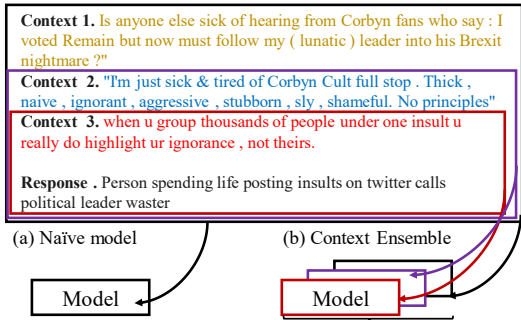 Context 1. Is anyone else sick of hearing from Corbyn fans who say : I
voted Remain but now must follow my ( lunatic ) leader into his Brexit
nightmare ?"
Context 2. "I'm just sick & tired of Corbyn Cult full stop . Thick ,
naive , ignorant , aggressive , stubborn , sly , shameful. No principles"
Context 3. when u group thousands of people under one insult u
really do highlight ur ignorance , not theirs.
Response . Person spending life posting insults on twitter calls
political leader waster
(a) Naïve model
(b) Context Ensemble
Model
Model